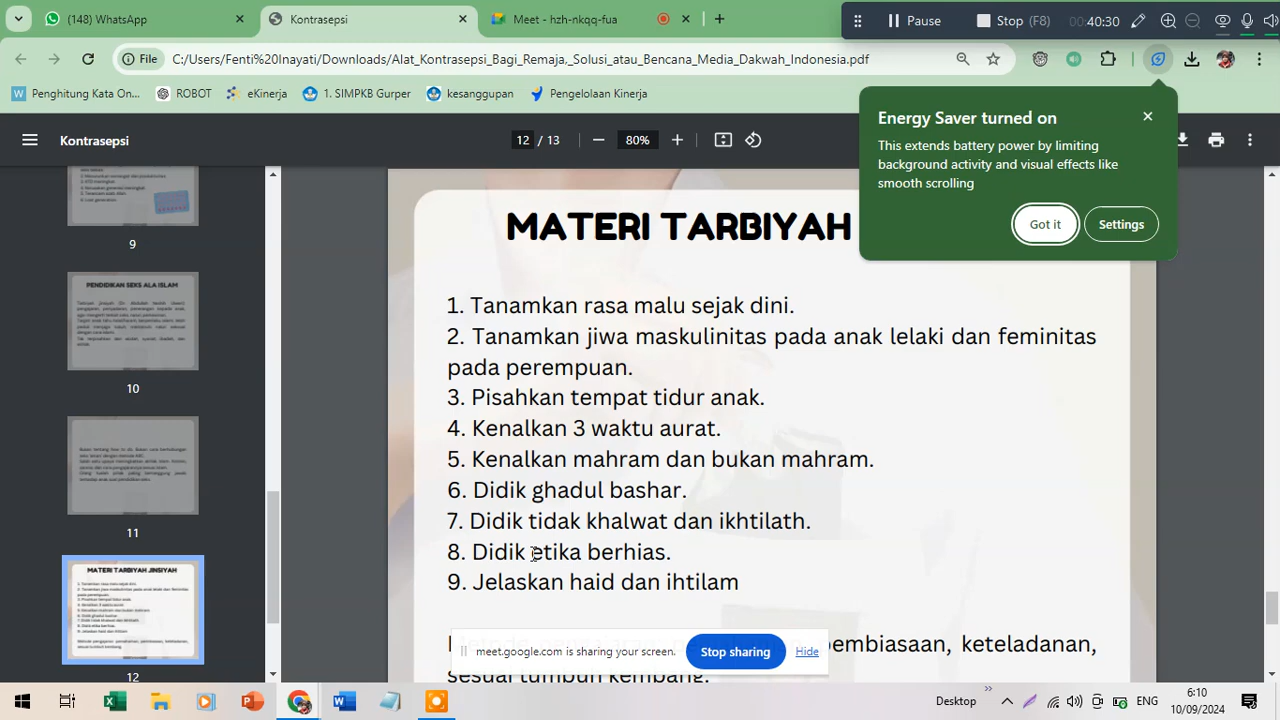 (148) WhatsApp
Kontrasepsi
Meet - hzh-nkqq-fua
Pause
Stop (F8)
00:40:30
File
C:/Users/Fenti%20Inayati/Downloads/Alat_Kontrasepsi_Bagi_Remaja,_Solusi_atau_Bencana_Media_Dakwah_Indonesia.pdf
Penghitung Kata On...
ROBOT
eKinerja
1. SIMPKB Gurper
kesanggupan
Pengelolaan Kinerja
Energy Saver turned on
This extends battery power by limiting
background activity and visual effects like
smooth scrolling
Got it
Settings
Kontrasepsi
12 / 13
80%
9
PENDIDIKAN SEKS ALA ISLAM
10
11
MATERI TARBIYAH JINSIYAH
12
MATERI TARBIYAH
1. Tanamkan rasa malu sejak dini.
2. Tanamkan jiwa maskulinitas pada anak lelaki dan feminitas
pada perempuan.
3. Pisahkan tempat tidur anak.
4. Kenalkan 3 waktu aurat.
5. Kenalkan mahram dan bukan mahram.
6. Didik ghadul bashar.
7. Didik tidak khalwat dan ikhtilath.
8. Didik etika berhias.
9. Jelaskan haid dan ihtilam
keteladanan,
sesuai tumbuh kembang.
meet.google.com is sharing your screen.
Stop sharing
Hide
Desktop
ENG
6:10
10/09/2024